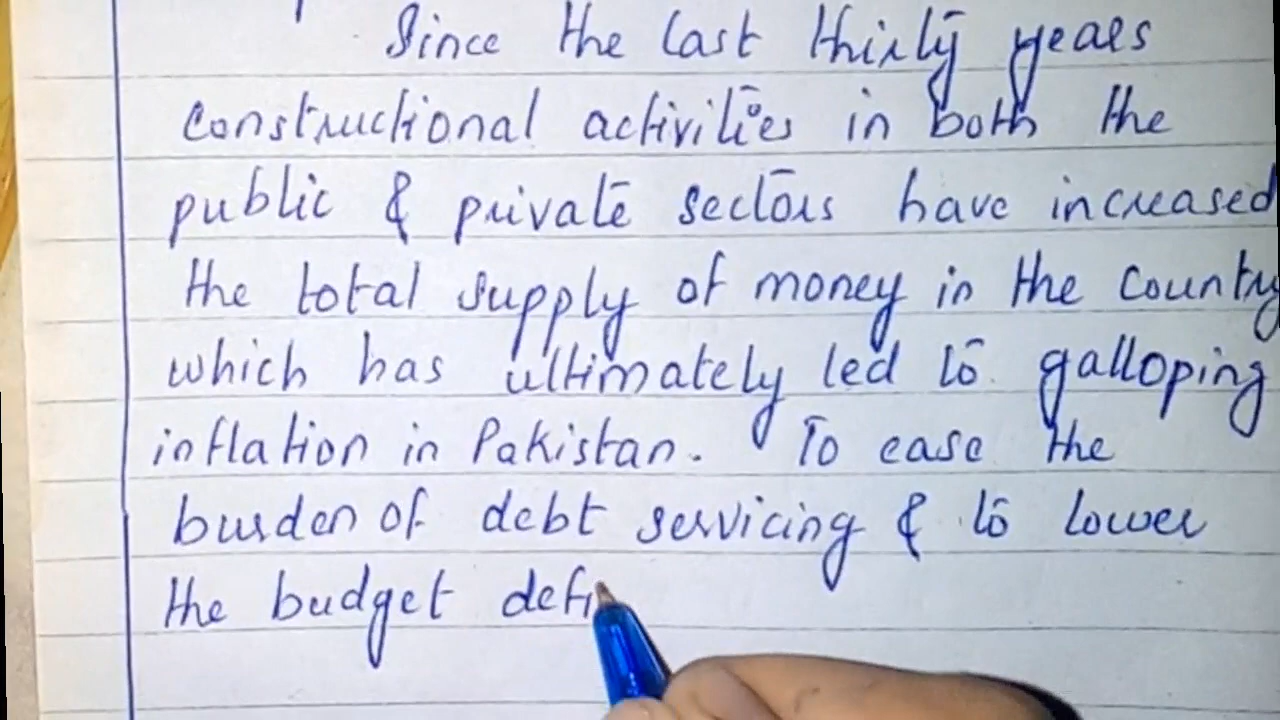 Since the last thirty years
constructional activities in both the
public & private sectors have increased
the total supply of money in the country
which has ultimately led to galloping
inflation in Pakistan. To ease the
burden of debt servicing & to lower
the budget defi